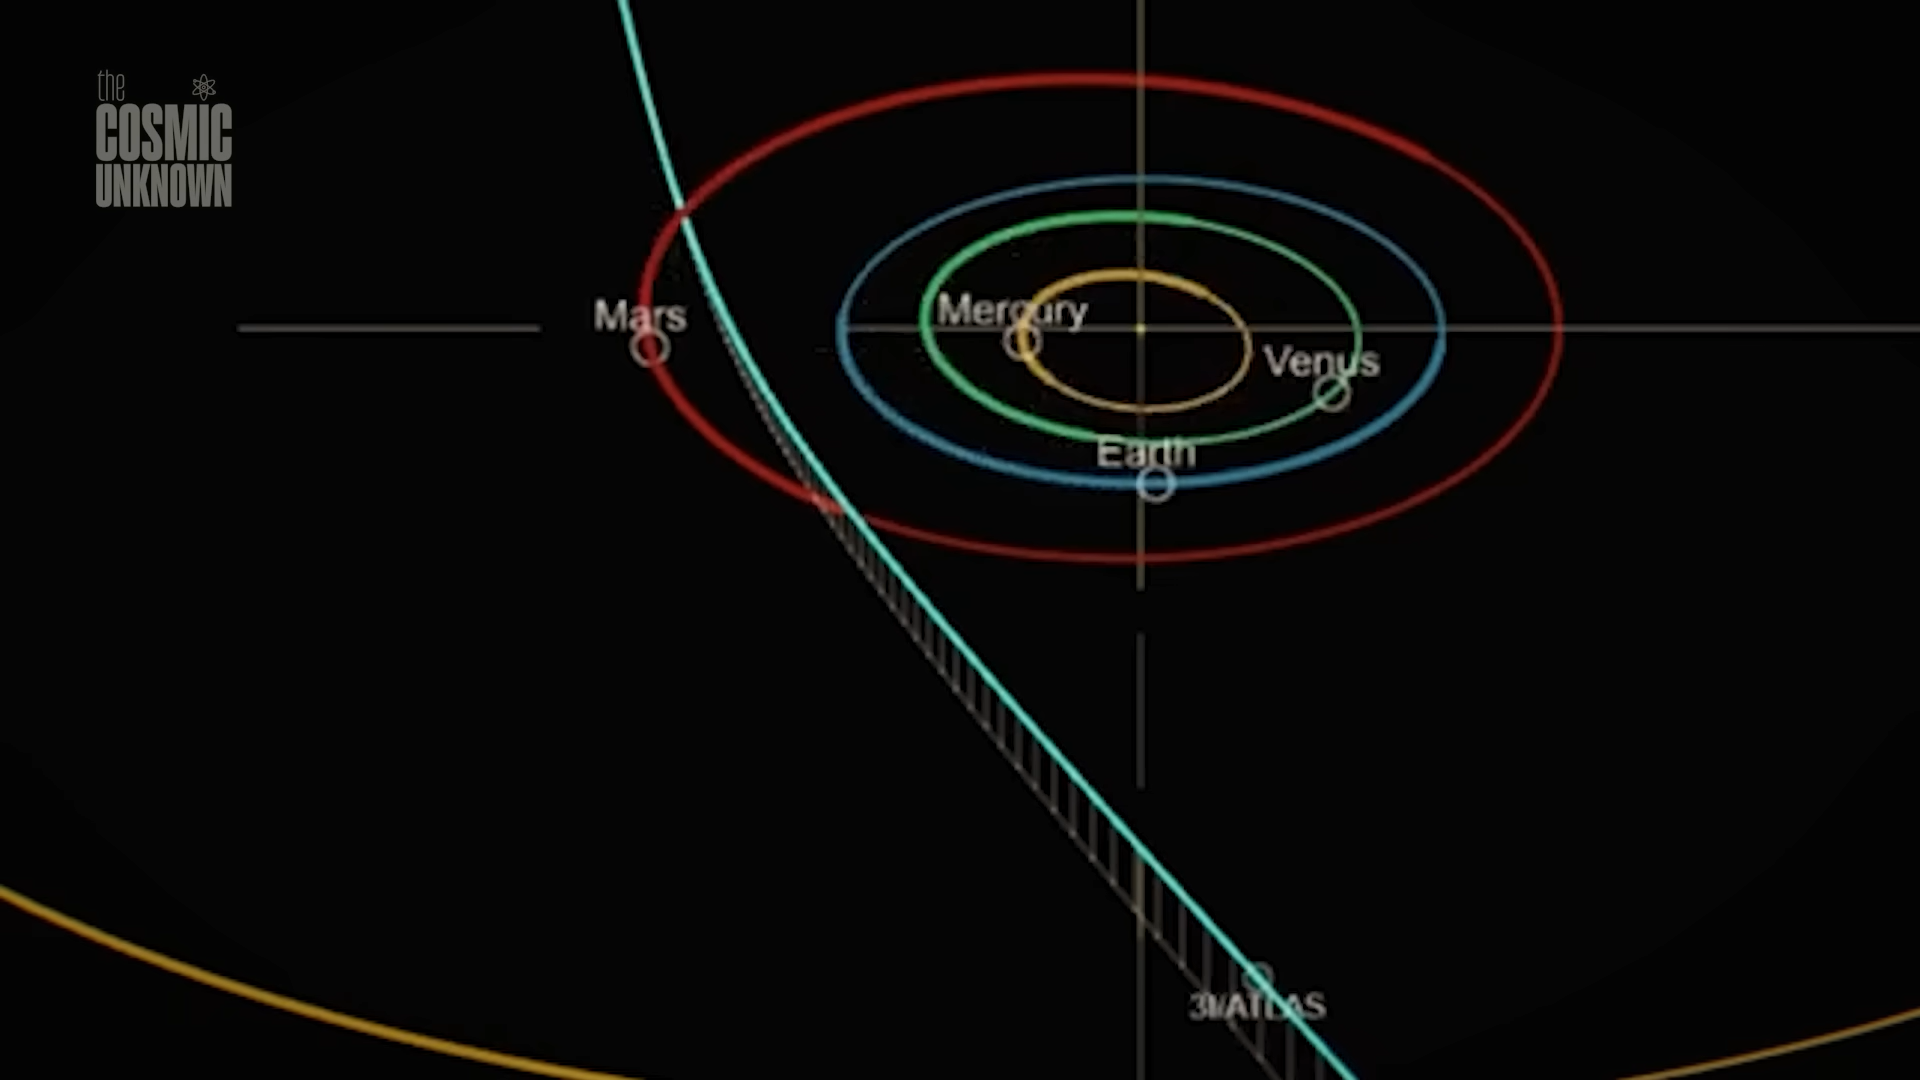 the
COSMIC
UNKNOWN
Mars
Mercury
Venus
Earth
3I/ATLAS